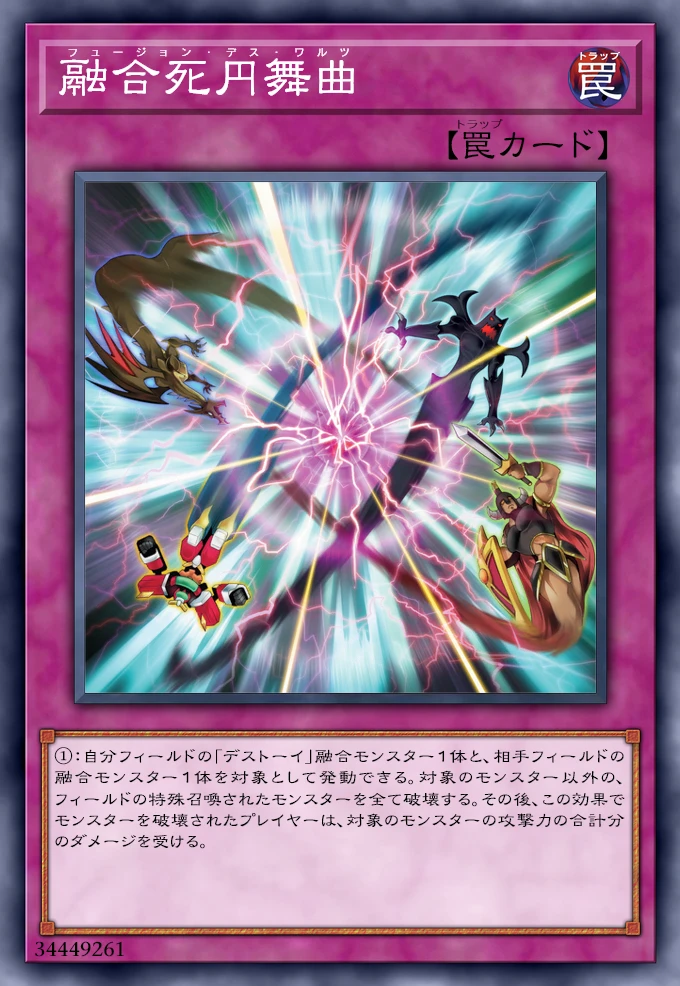 フュージョン・デス・ワルツ
融合死円舞曲
トラップ
罠
トラップ
【罠カード】
①:自分フィールドの「デストーイ」融合モンスター1体と、相手フィールドの
融合モンスター1体を対象として発動できる。対象のモンスター以外の、
フィールドの特殊召喚されたモンスターを全て破壊する。その後、この効果で
モンスターを破壊されたプレイヤーは、対象のモンスターの攻撃力の合計分
のダメージを受ける。
34449261